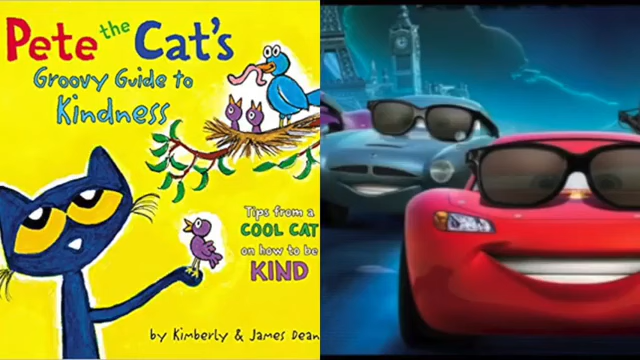 Pete the Cat's
Groovy Guide to
Kindness
Tips from a
COOL CAT
on how to be
KIND
by Kimberly & James Dean